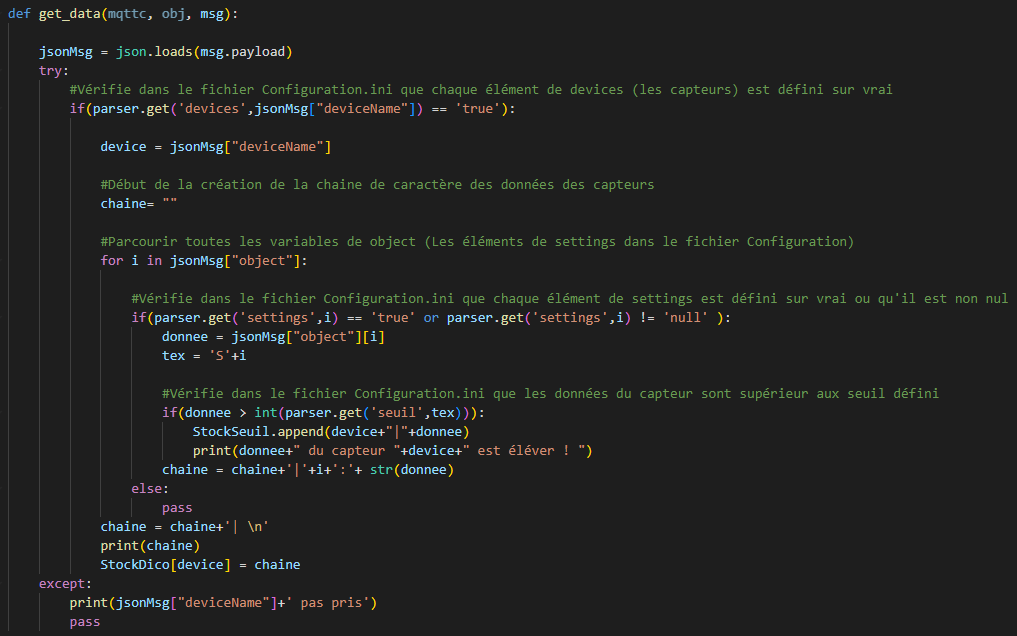 def get_data(mqttc, obj, msg):
jsonMsg = json.loads(msg.payload)
try:
#Vérifie dans le fichier Configuration.ini que chaque élément de devices (les capteurs) est défini sur vrai
if(parser.get('devices',jsonMsg["deviceName"]) == 'true'):
device = jsonMsg["deviceName"]
#Début de la création de la chaine de caractère des données des capteurs
chaine= ""
#Parcourir toutes les variables de object (Les éléments de settings dans le fichier Configuration)
for i in jsonMsg["object"]:
#Vérifie dans le fichier Configuration.ini que chaque élément de settings est défini sur vrai ou qu'il est non nul
if(parser.get('settings',i) == 'true' or parser.get('settings',i) != 'null' ):
donnee = jsonMsg["object"][i]
tex = 'S'+i
#Vérifie dans le fichier Configuration.ini que les données du capteur sont supérieur aux seuil défini
if(donnee > int(parser.get('seuil',tex))):
StockSeuil.append(device+"|"+donnee)
print(donnee+" du capteur "+device+" est éléver ! ")
chaine = chaine+'|'+i+':'+ str(donnee)
else:
pass
chaine = chaine+'| \n'
print(chaine)
StockDico[device] = chaine
except:
print(jsonMsg["deviceName"]+' pas pris')
pass